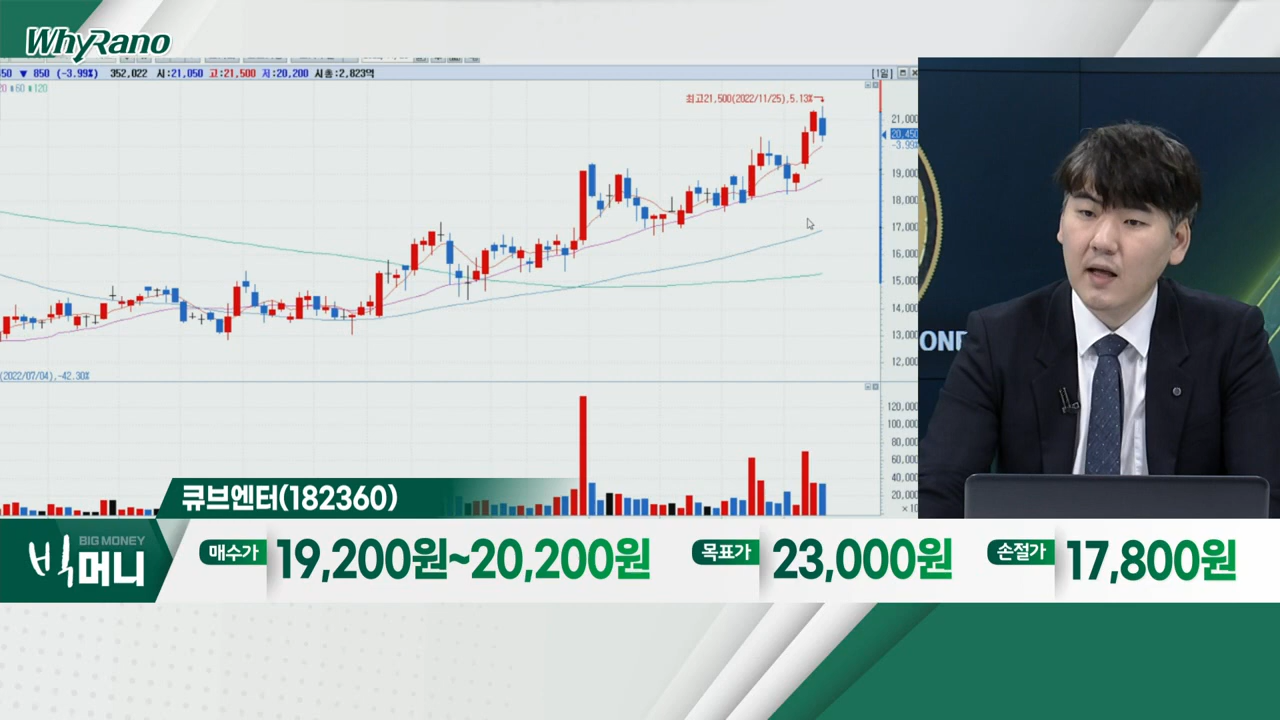 WhyRano
50 ▼ 850 (-3.99%) 352,022 시:21,050 고:21,500 저:20,200 시총:2,823억
[1일]
20 60 120
최고21,500(2022/11/25),5.13%
21,000
20,450
-3.99%
19,000
18,000
17,000
16,000
15,000
14,000
13,000
12,000
(2022/07/04),-42.30%
120,000
100,000
80,000
60,000
40,000
20,000
×10
큐브엔터(182360)
BIG MONEY
빅머니
매수가 19,200원~20,200원
목표가 23,000원
손절가 17,800원